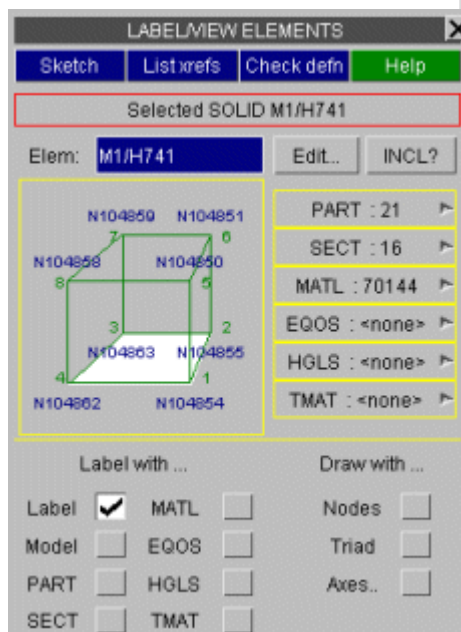 LABEL/VIEW ELEMENTS X
Sketch List xrefs Check defn Help
Selected SOLID M1/H741
Elem: M1/H741 Edit... INCL?
N104859 N104851
7 6
N104858 N104850
8 5
3 2
N104863 N104855
4 1
N104862 N104854
PART : 21
SECT : 16
MATL : 70144
EQOS : <none>
HGLS : <none>
TMAT : <none>
Label with ... Draw with ...
Label MATL Nodes
Model EQOS Triad
PART HGLS Axes..
SECT TMAT